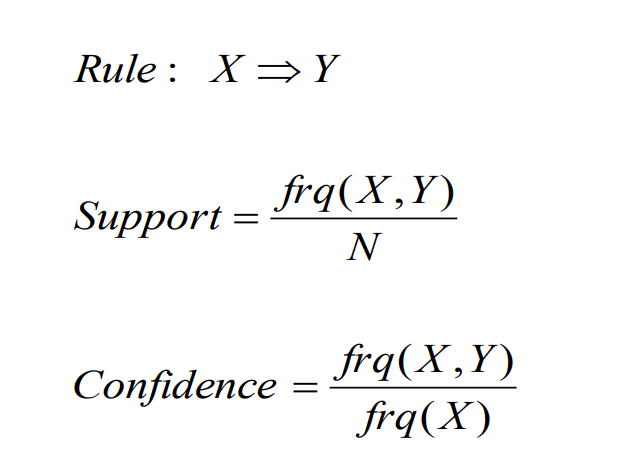 Rule : X ⇒ Y
Support = frq(X,Y) / N
Confidence = frq(X,Y) / frq(X)